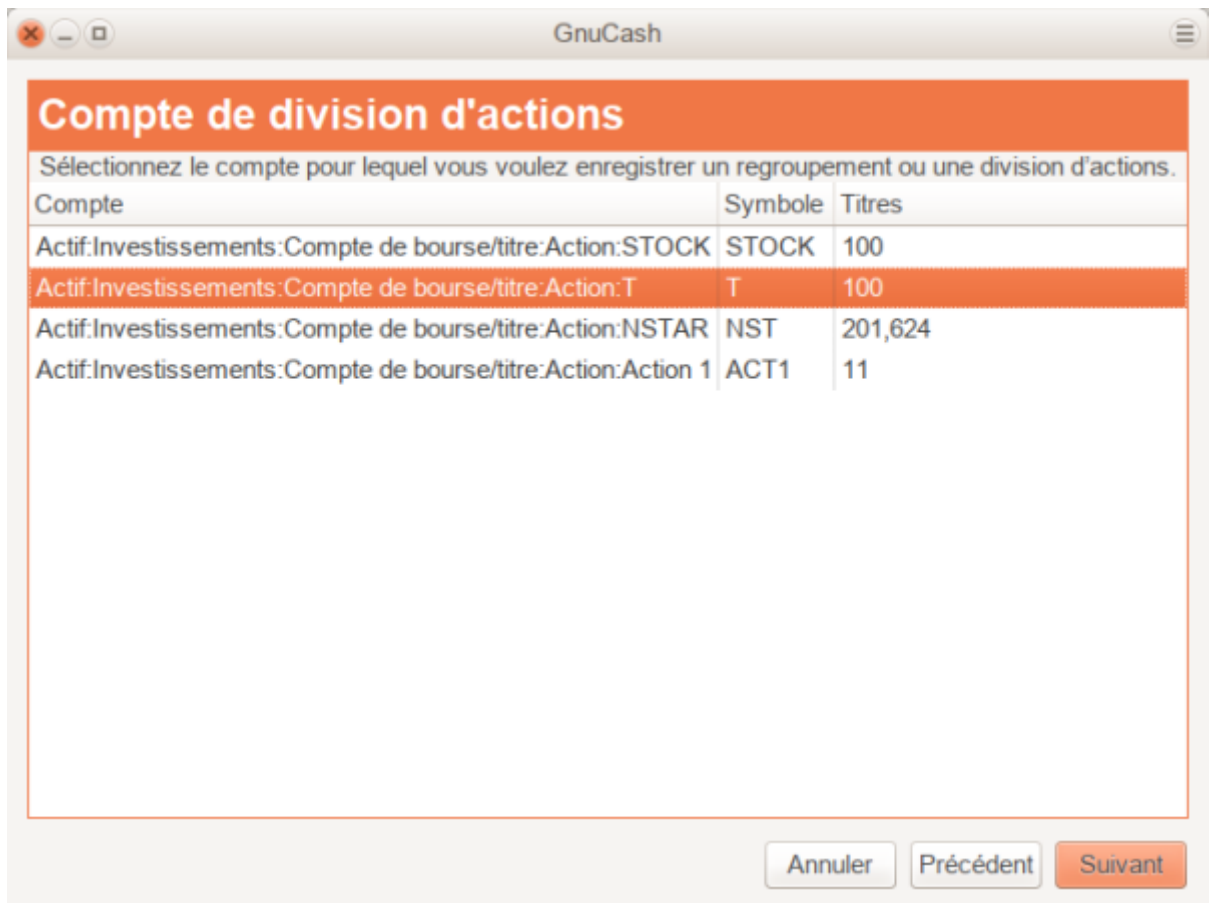 GnuCash
Compte de division d'actions
Sélectionnez le compte pour lequel vous voulez enregistrer un regroupement ou une division d'actions.
Compte Symbole Titres
Actif:Investissements:Compte de bourse/titre:Action:STOCK STOCK 100
Actif:Investissements:Compte de bourse/titre:Action:T T 100
Actif:Investissements:Compte de bourse/titre:Action:NSTAR NST 201,624
Actif:Investissements:Compte de bourse/titre:Action:Action 1 ACT1 11
Annuler Précédent Suivant